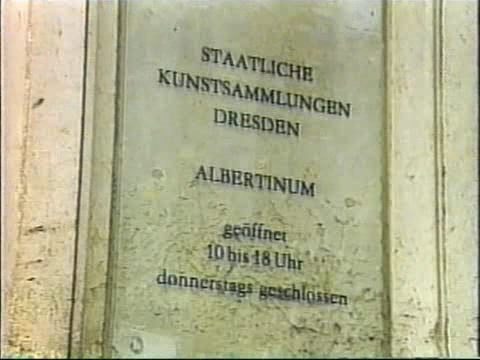 STAATLICHE
KUNSTSAMMLUNGEN
DRESDEN
ALBERTINUM
geöffnet
10 bis 18 Uhr
donnerstags geschlossen